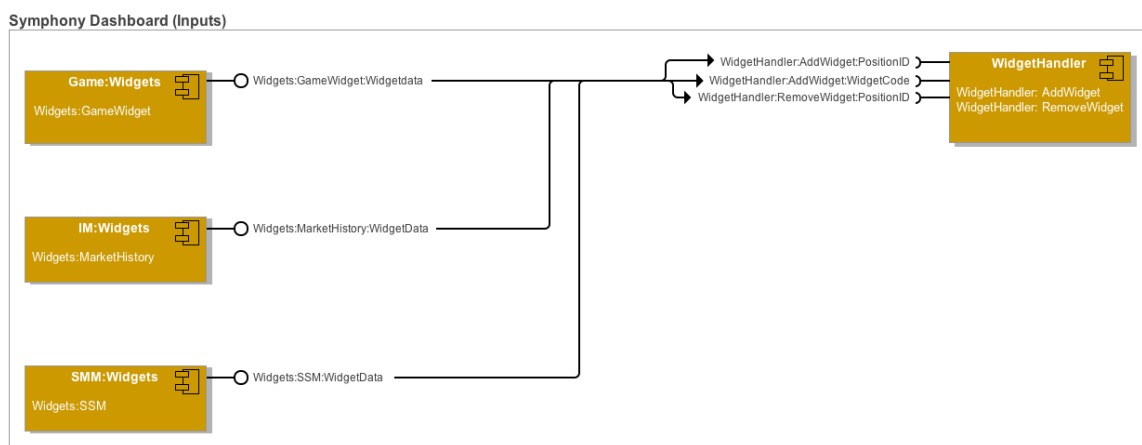 Symphony Dashboard (Inputs)
Game:Widgets
Widgets:GameWidget
Widgets:GameWidget:Widgetdata
WidgetHandler:AddWidget:PositionID
WidgetHandler:AddWidget:WidgetCode
WidgetHandler:RemoveWidget:PositionID
WidgetHandler
WidgetHandler: AddWidget
WidgetHandler: RemoveWidget
IM:Widgets
Widgets:MarketHistory
Widgets:MarketHistory:WidgetData
SMM:Widgets
Widgets:SSM
Widgets:SSM:WidgetData